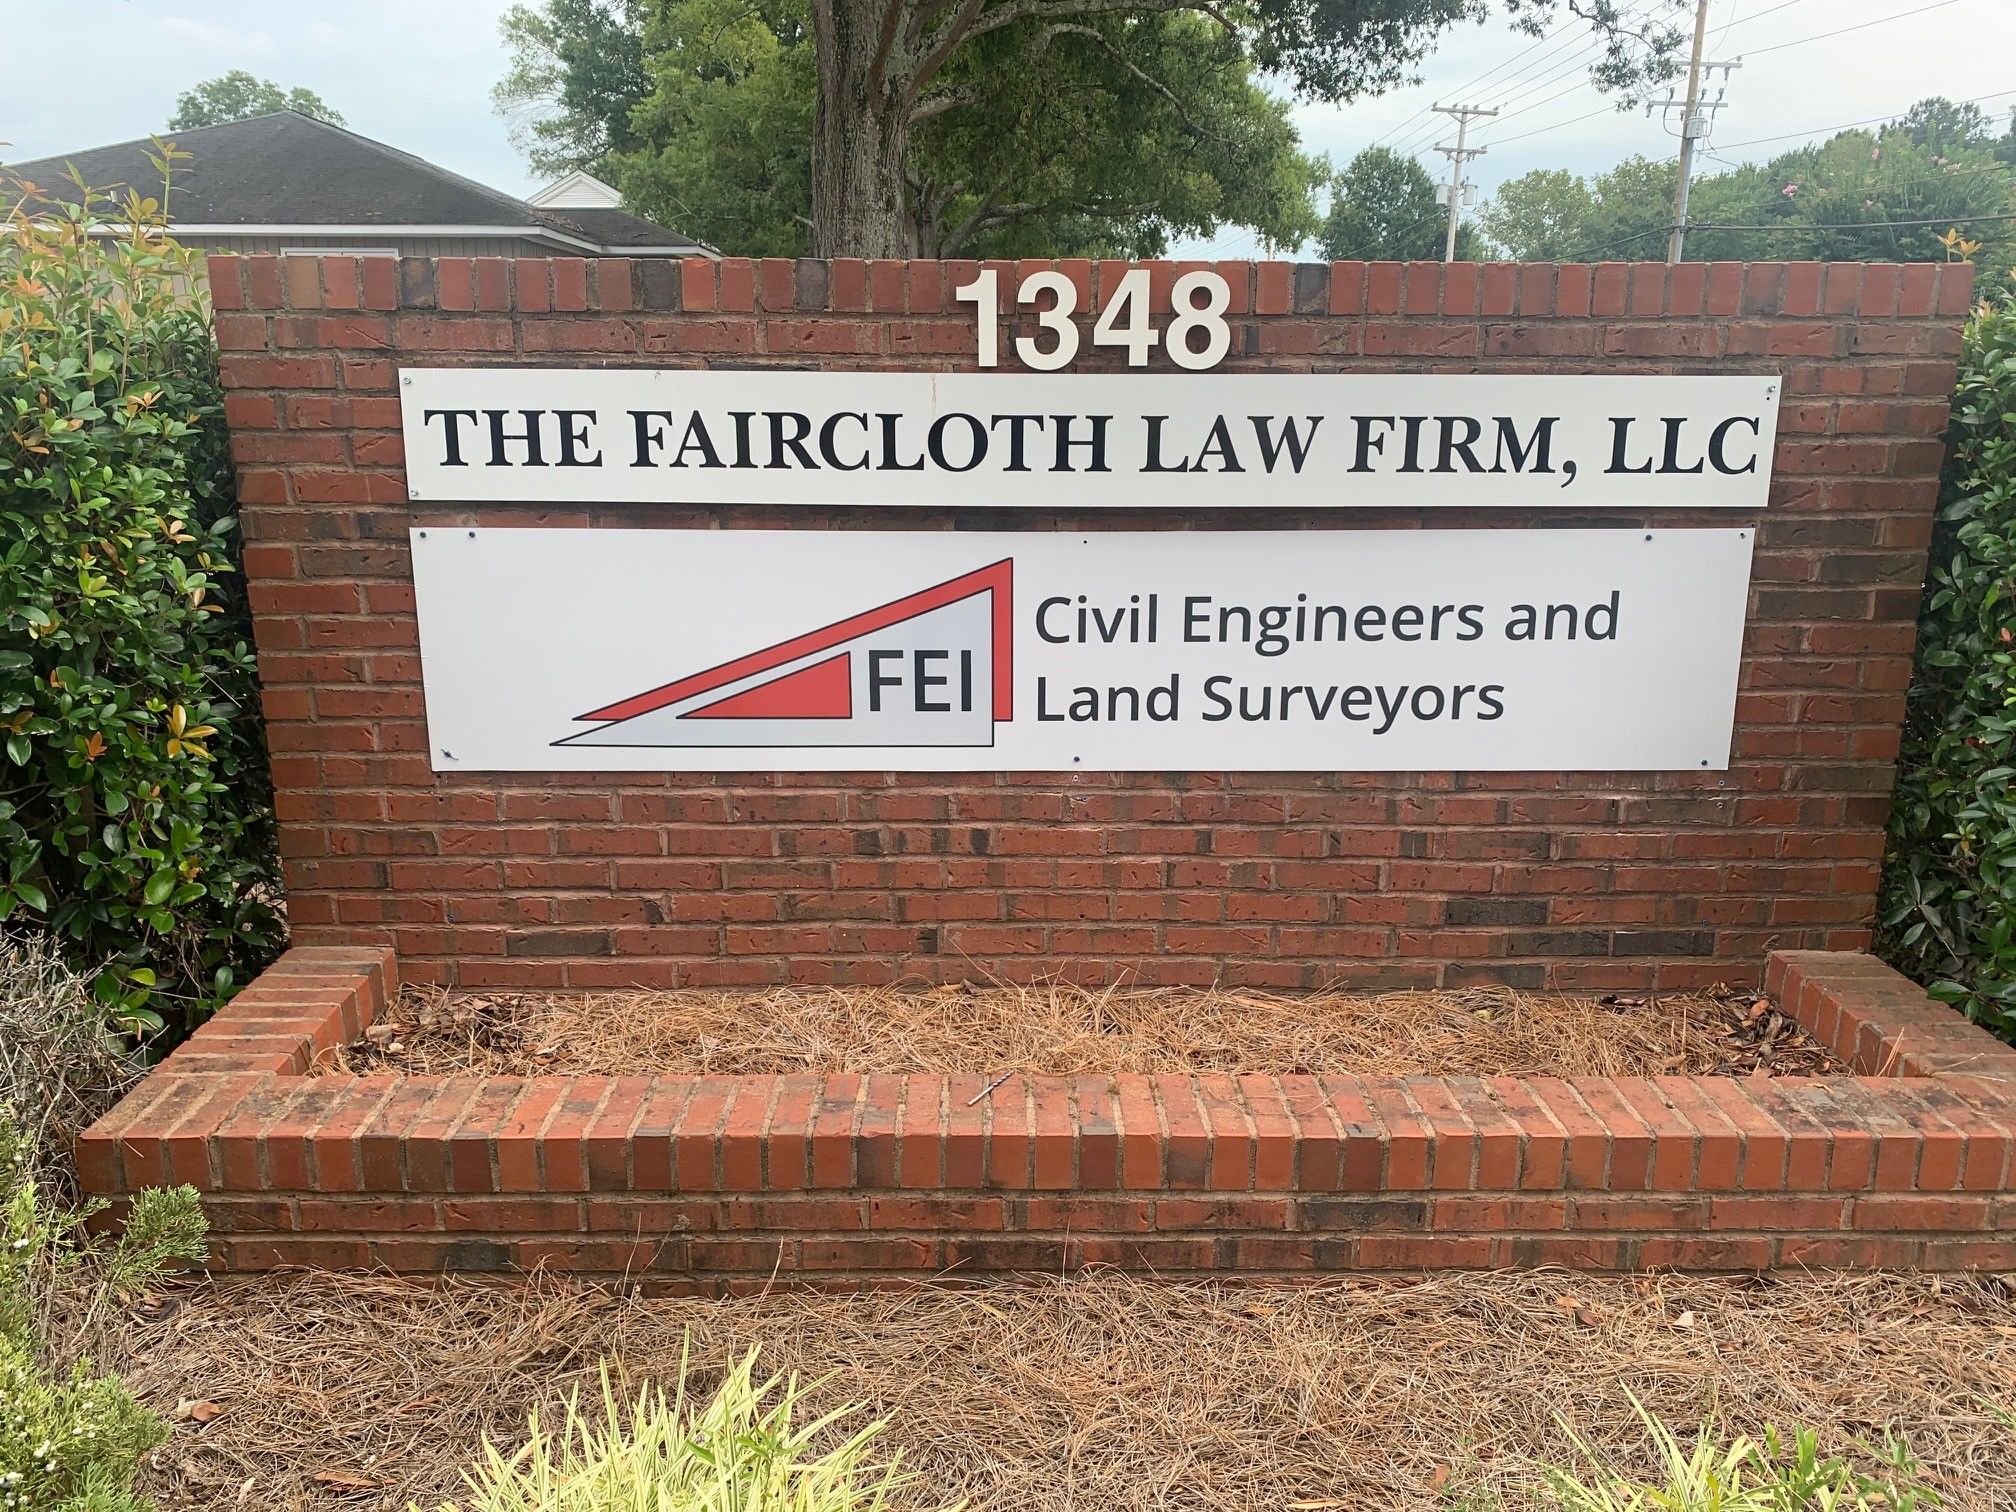 1348
THE FAIRCLOTH LAW FIRM, LLC
FEI
Civil Engineers and
Land Surveyors